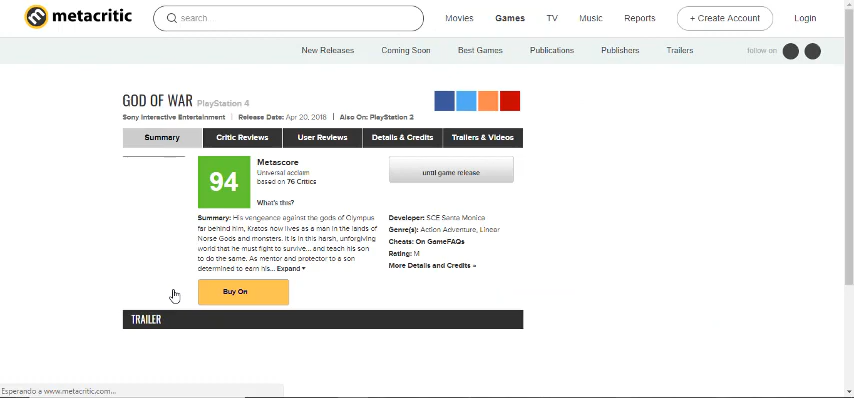 metacritic
search...
Movies Games TV Music Reports + Create Account Login
New Releases Coming Soon Best Games Publications Publishers Trailers follow on
GOD OF WAR PlayStation 4
Sony Interactive Entertainment | Release Date: Apr 20, 2018 | Also On: PlayStation 2
Summary Critic Reviews User Reviews Details & Credits Trailers & Videos
94
Metascore
Universal acclaim
based on 76 Critics
What's this?
until game release
Summary: His vengeance against the gods of Olympus
far behind him, Kratos now lives as a man in the lands of
Norse Gods and monsters. It is in this harsh, unforgiving
world that he must fight to survive... and teach his son
to do the same. As mentor and protector to a son
determined to earn his... Expand
Developer: SCE Santa Monica
Genre(s): Action Adventure, Linear
Cheats: On GameFAQs
Rating: M
More Details and Credits »
Buy On
TRAILER
Esperando a www.metacritic.com...